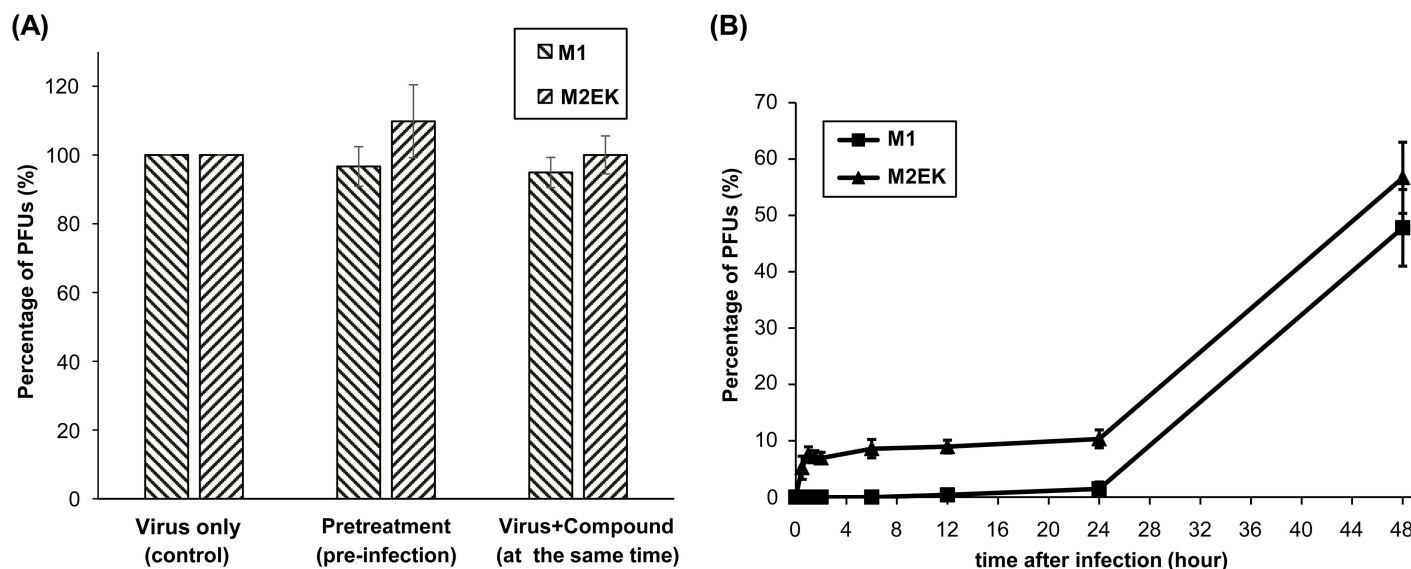 (A)
M1
M2EK
Percentage of PFUs (%)
120
100
80
60
40
20
0
Virus only
(control)
Pretreatment
(pre-infection)
Virus+Compound
(at the same time)
(B)
M1
M2EK
Percentage of PFUs (%)
70
60
50
40
30
20
10
0
0 4 8 12 16 20 24 28 32 36 40 44 48
time after infection (hour)